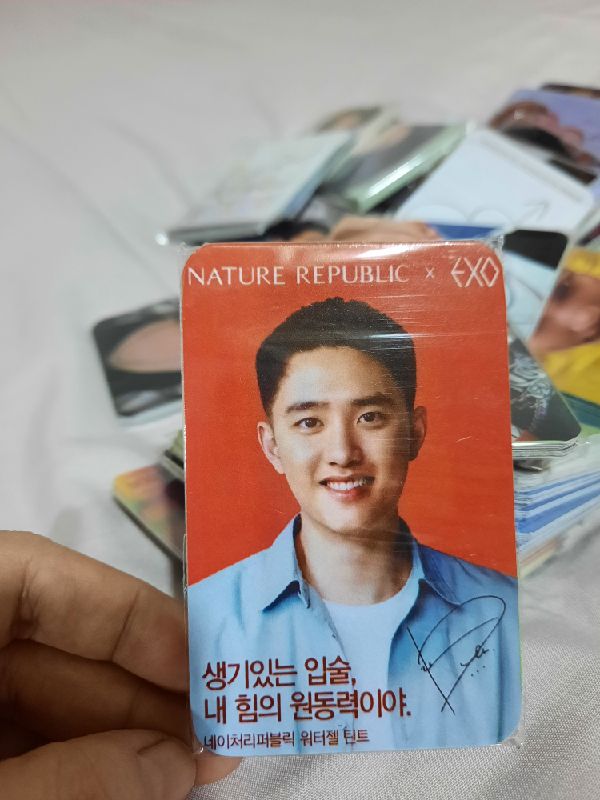 NATURE REPUBLIC × EXO
생기있는 입술,
내 힘의 원동력이야.
네이처리퍼블릭 워터젤 틴트